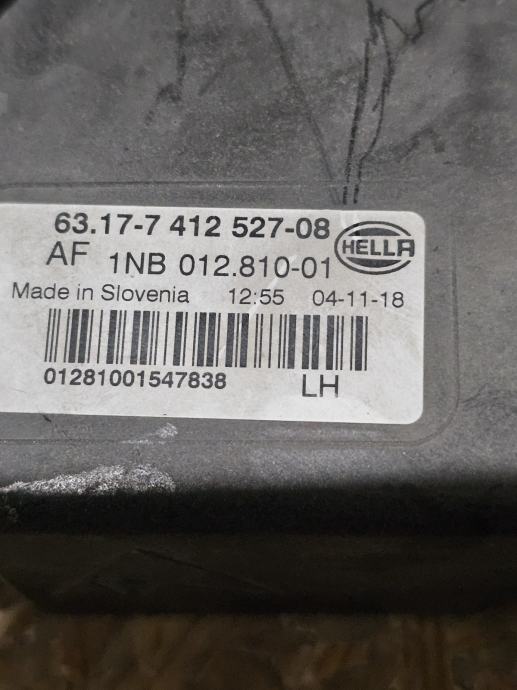 63.17-7 412 527-08
HELLA
AF 1NB 012.810-01
Made in Slovenia 12:55 04-11-18
01281001547838 LH